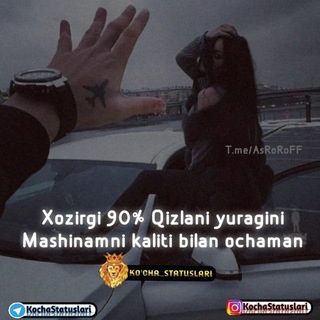 T.me/AsRoRoFF
Xozirgi 90% Qizlani yuragini
Mashinamni kaliti bilan ochaman
KO'CHA_STATUSLARI
KochaStatuslari
KochaStatuslari